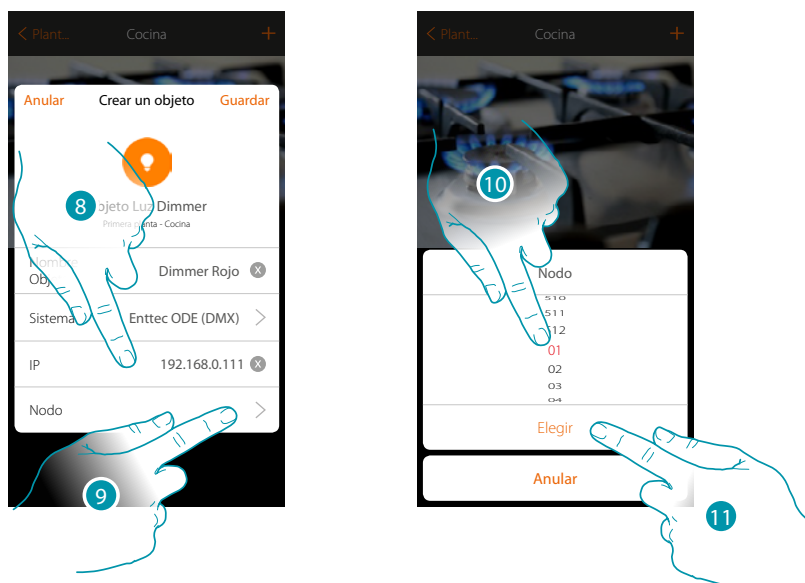 < Plant... Cocina +
Anular Crear un objeto Guardar
8
Objeto Luz Dimmer
Primera planta - Cocina
Nombre
Obj
Dimmer Rojo X
Sistema Enttec ODE (DMX) >
IP 192.168.0.111 X
Nodo >
9
< Plant... Cocina +
10
Nodo
510
511
512
01
02
03
04
Elegir
Anular
11